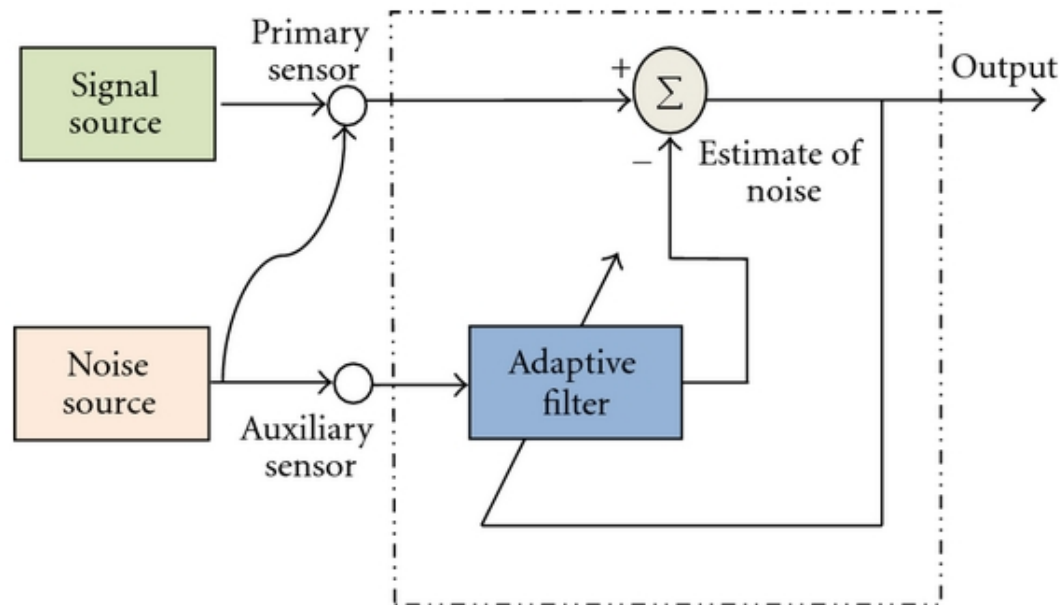 Primary
sensor
Signal
source
+
Σ
Output
−
Estimate of
noise
Noise
source
Auxiliary
sensor
Adaptive
filter